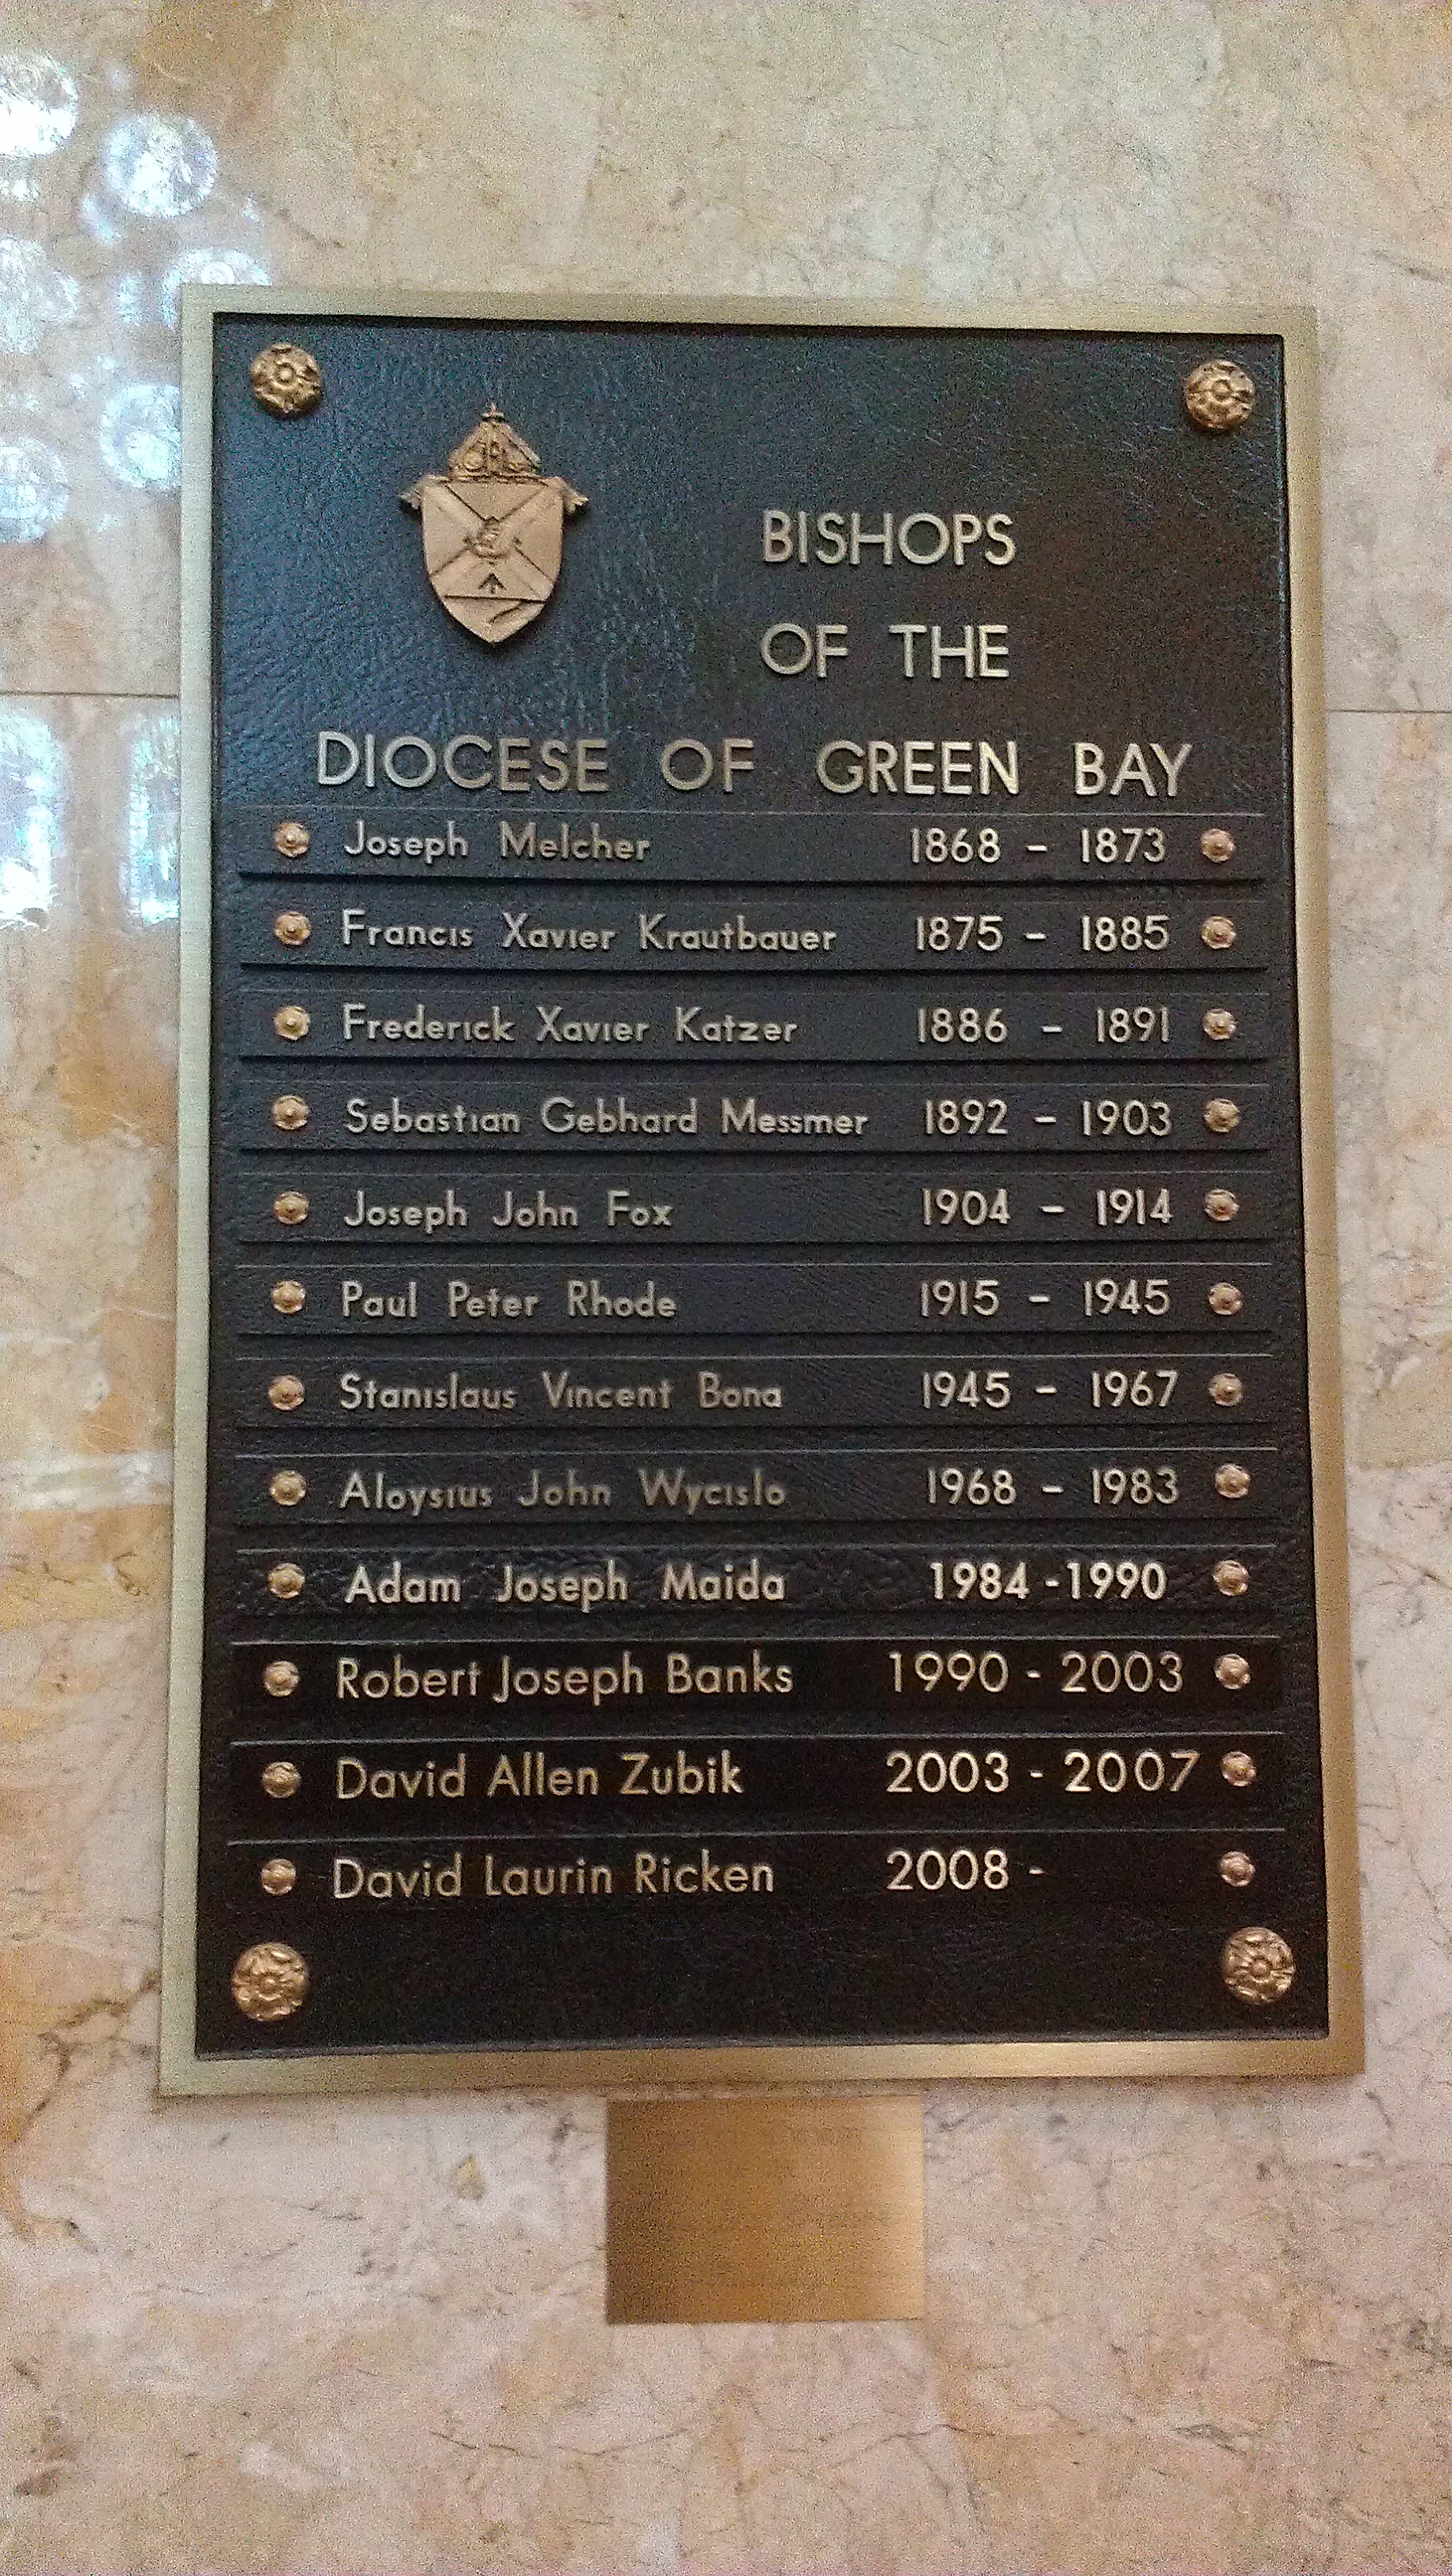 BISHOPS
OF THE
DIOCESE OF GREEN BAY
Joseph Melcher 1868 - 1873
Francis Xavier Krautbauer 1875 - 1885
Frederick Xavier Katzer 1886 - 1891
Sebastian Gebhard Messmer 1892 - 1903
Joseph John Fox 1904 - 1914
Paul Peter Rhode 1915 - 1945
Stanislaus Vincent Bona 1945 - 1967
Aloysius John Wycislo 1968 - 1983
Adam Joseph Maida 1984 -1990
Robert Joseph Banks 1990 - 2003
David Allen Zubik 2003 - 2007
David Laurin Ricken 2008 -